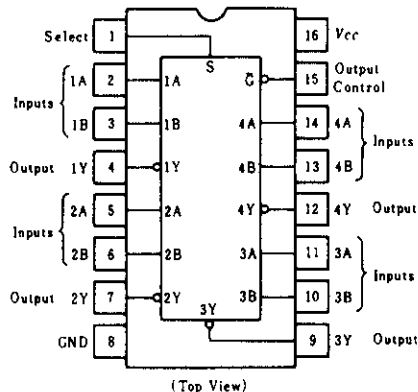 Select 1 S 16 Vcc
Inputs 1A 2 1A G̅ 15 Output Control
1B 3 1B 4A 14 4A Inputs
Output 1Y 4 1Y 4B 13 4B
Inputs 2A 5 2A 4Y 12 4Y Output
2B 6 2B 3A 11 3A Inputs
Output 2Y 7 2Y 3B 10 3B
GND 8 3Y 9 3Y Output
(Top View)